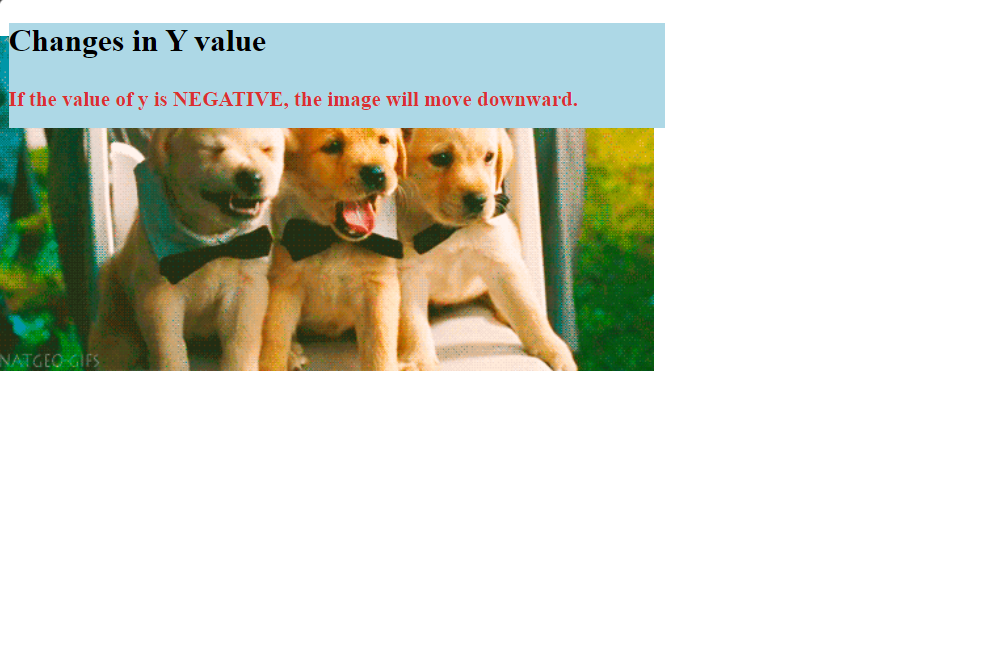 Changes in Y value
If the value of y is NEGATIVE, the image will move downward.
NATGEO-GIFS